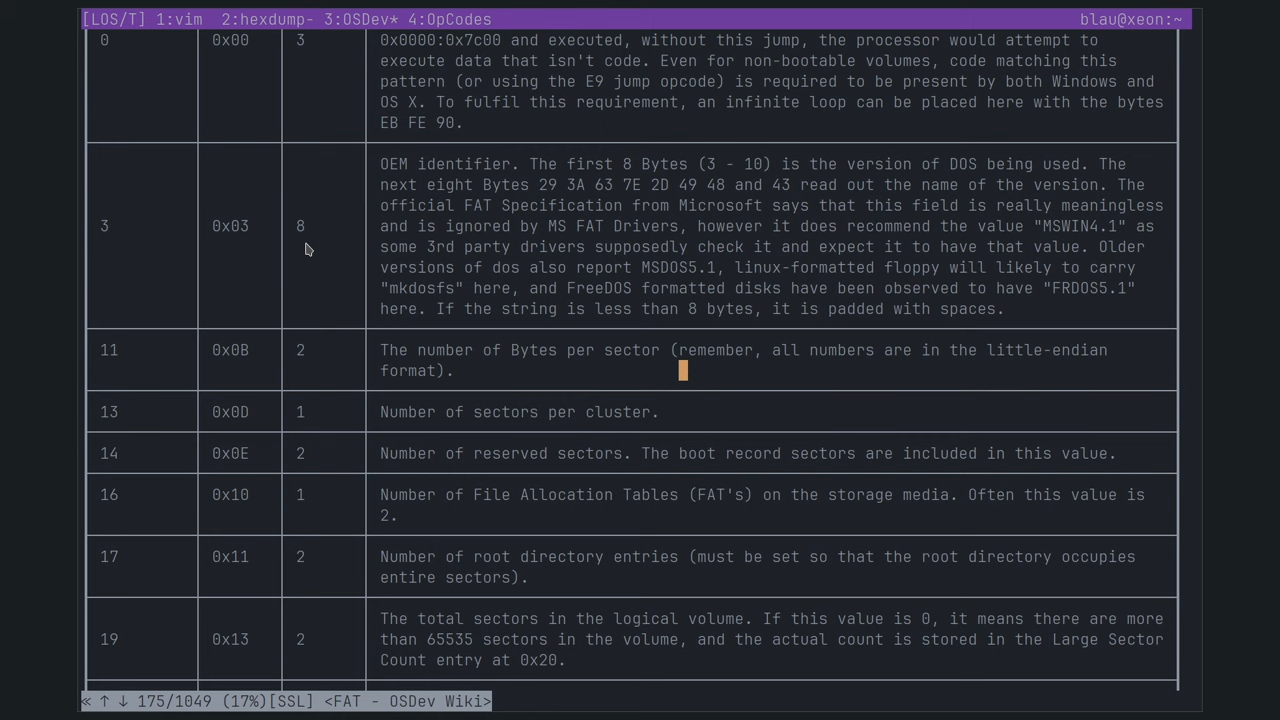 [LOS/T] 1:vim  2:hexdump- 3:OSDev* 4:OpCodes blau@xeon:~
0 0x00 3 0x0000:0x7c00 and executed, without this jump, the processor would attempt to
execute data that isn't code. Even for non-bootable volumes, code matching this
pattern (or using the E9 jump opcode) is required to be present by both Windows and
OS X. To fulfil this requirement, an infinite loop can be placed here with the bytes
EB FE 90.
OEM identifier. The first 8 Bytes (3 - 10) is the version of DOS being used. The
next eight Bytes 29 3A 63 7E 2D 49 48 and 43 read out the name of the version. The
official FAT Specification from Microsoft says that this field is really meaningless
3 0x03 8 and is ignored by MS FAT Drivers, however it does recommend the value "MSWIN4.1" as
some 3rd party drivers supposedly check it and expect it to have that value. Older
versions of dos also report MSDOS5.1, linux-formatted floppy will likely to carry
"mkdosfs" here, and FreeDOS formatted disks have been observed to have "FRDOS5.1"
here. If the string is less than 8 bytes, it is padded with spaces.
11 0x0B 2 The number of Bytes per sector (remember, all numbers are in the little-endian
format).
13 0x0D 1 Number of sectors per cluster.
14 0x0E 2 Number of reserved sectors. The boot record sectors are included in this value.
16 0x10 1 Number of File Allocation Tables (FAT's) on the storage media. Often this value is
2.
17 0x11 2 Number of root directory entries (must be set so that the root directory occupies
entire sectors).
The total sectors in the logical volume. If this value is 0, it means there are more
19 0x13 2 than 65535 sectors in the volume, and the actual count is stored in the Large Sector
Count entry at 0x20.
« ↑ ↓ 175/1049 (17%)[SSL] <FAT - OSDev Wiki>